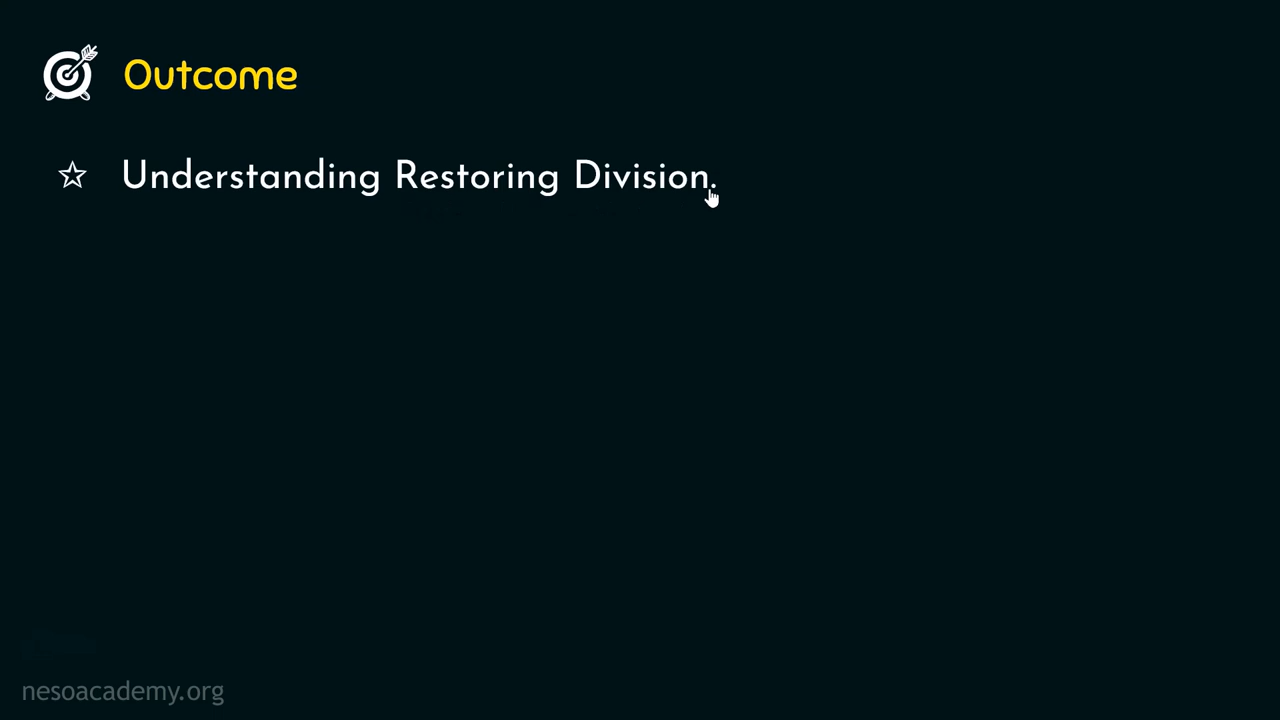 Outcome
☆ Understanding Restoring Division.
nesoacademy.org